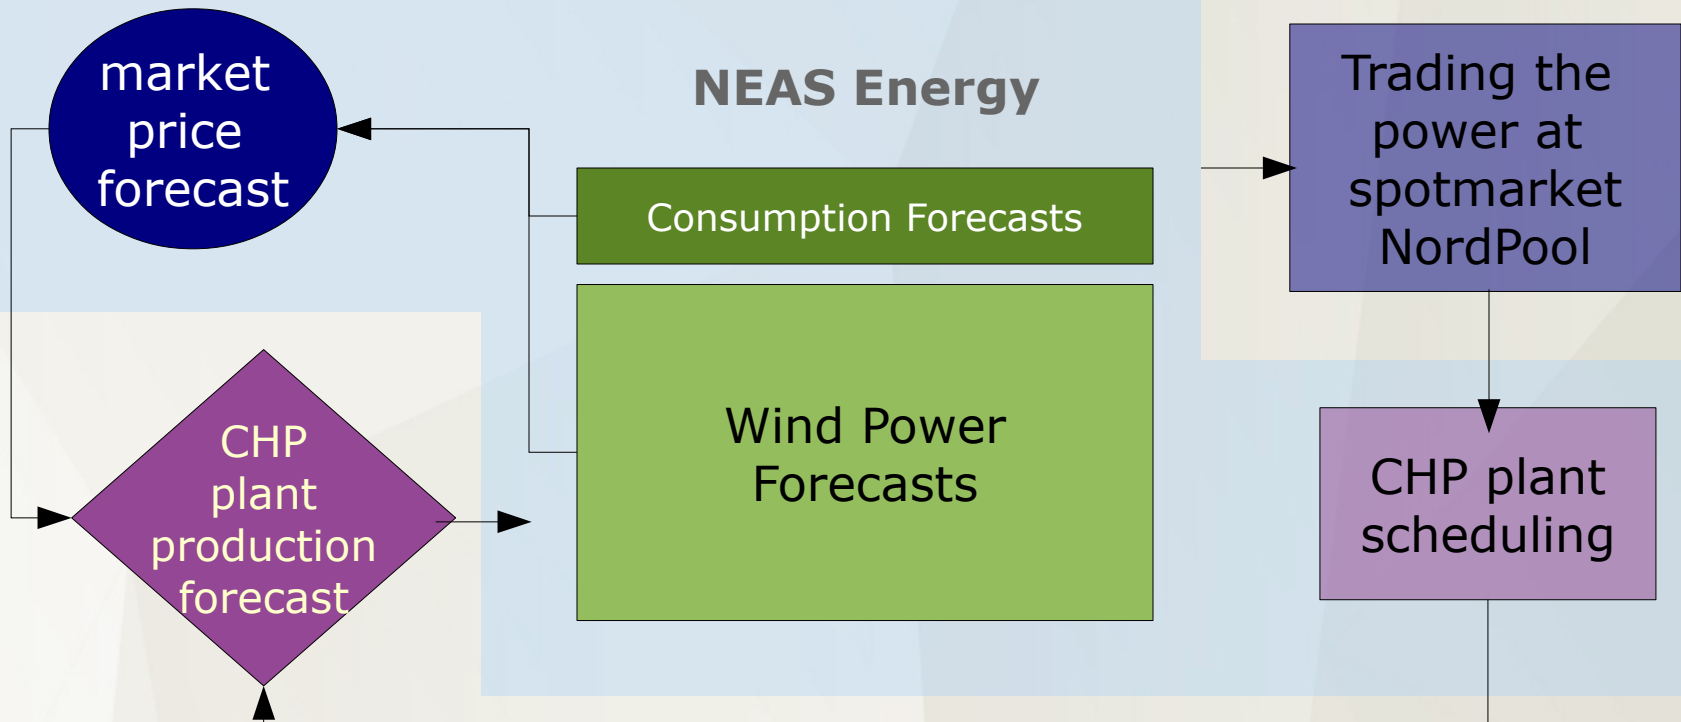 market
price
forecast
NEAS Energy
Consumption Forecasts
Wind Power
Forecasts
CHP
plant
production
forecast
Trading the
power at
spotmarket
NordPool
CHP plant
scheduling